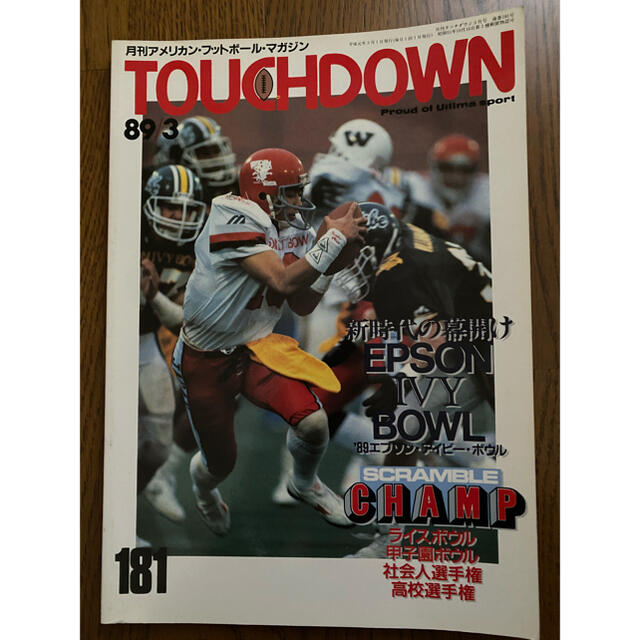 月刊アメリカン・フットボール・マガジン
TOUCHDOWN
Proud of Ultima sport
89/3
W
IVY BOWL
新時代の幕開け
EPSON
IVY
BOWL
'89エプソン・アイビー・ボウル
SCRAMBLE
CHAMP
ライスボウル
甲子園ボウル
社会人選手権
高校選手権
181